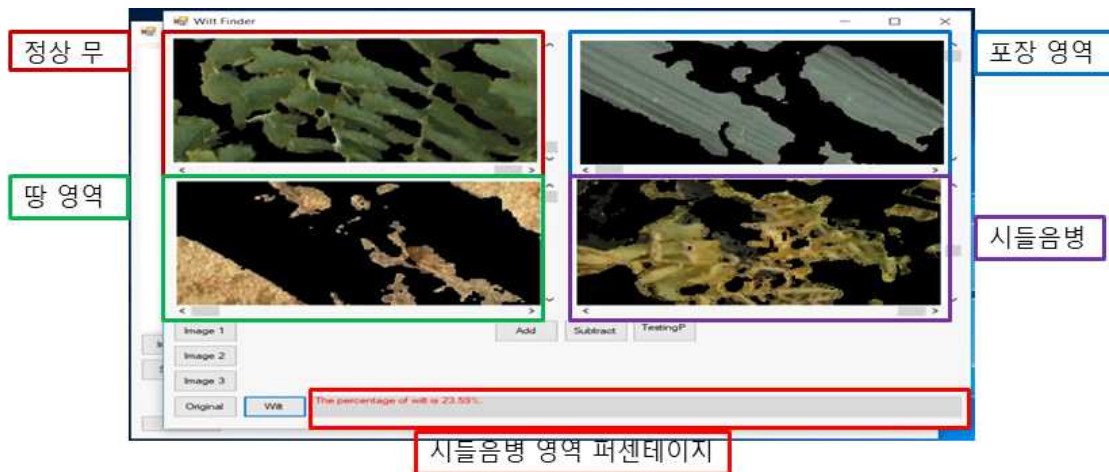 Wilt Finder
정상 무
포장 영역
땅 영역
시들음병
Image 1
Add
Subtract
TestingP
Image 2
Image 3
Original
Wilt
The percentage of wilt is 23.59%.
시들음병 영역 퍼센테이지